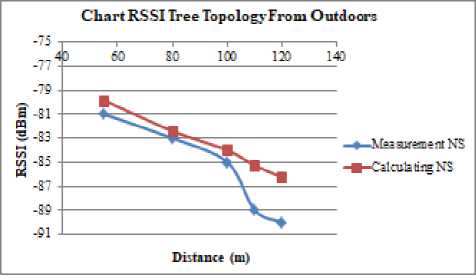 Chart RSSI Tree Topology From Outdoors
-75
40 60 80 100 120 140
-77
-79
-81
-83
-85
-87
-89
-91
RSSI (dBm)
Measurement NS
Calculating NS
Distance (m)